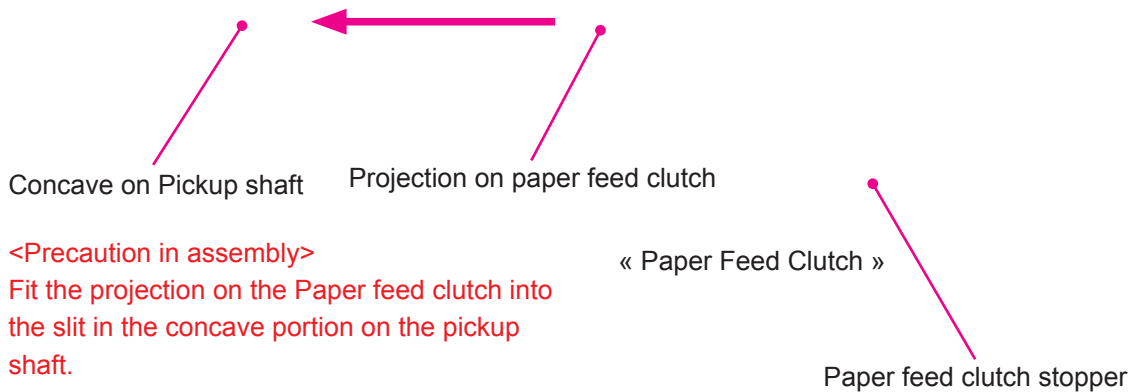 Concave on Pickup shaft
Projection on paper feed clutch
<Precaution in assembly>
Fit the projection on the Paper feed clutch into
the slit in the concave portion on the pickup
shaft.
« Paper Feed Clutch »
Paper feed clutch stopper